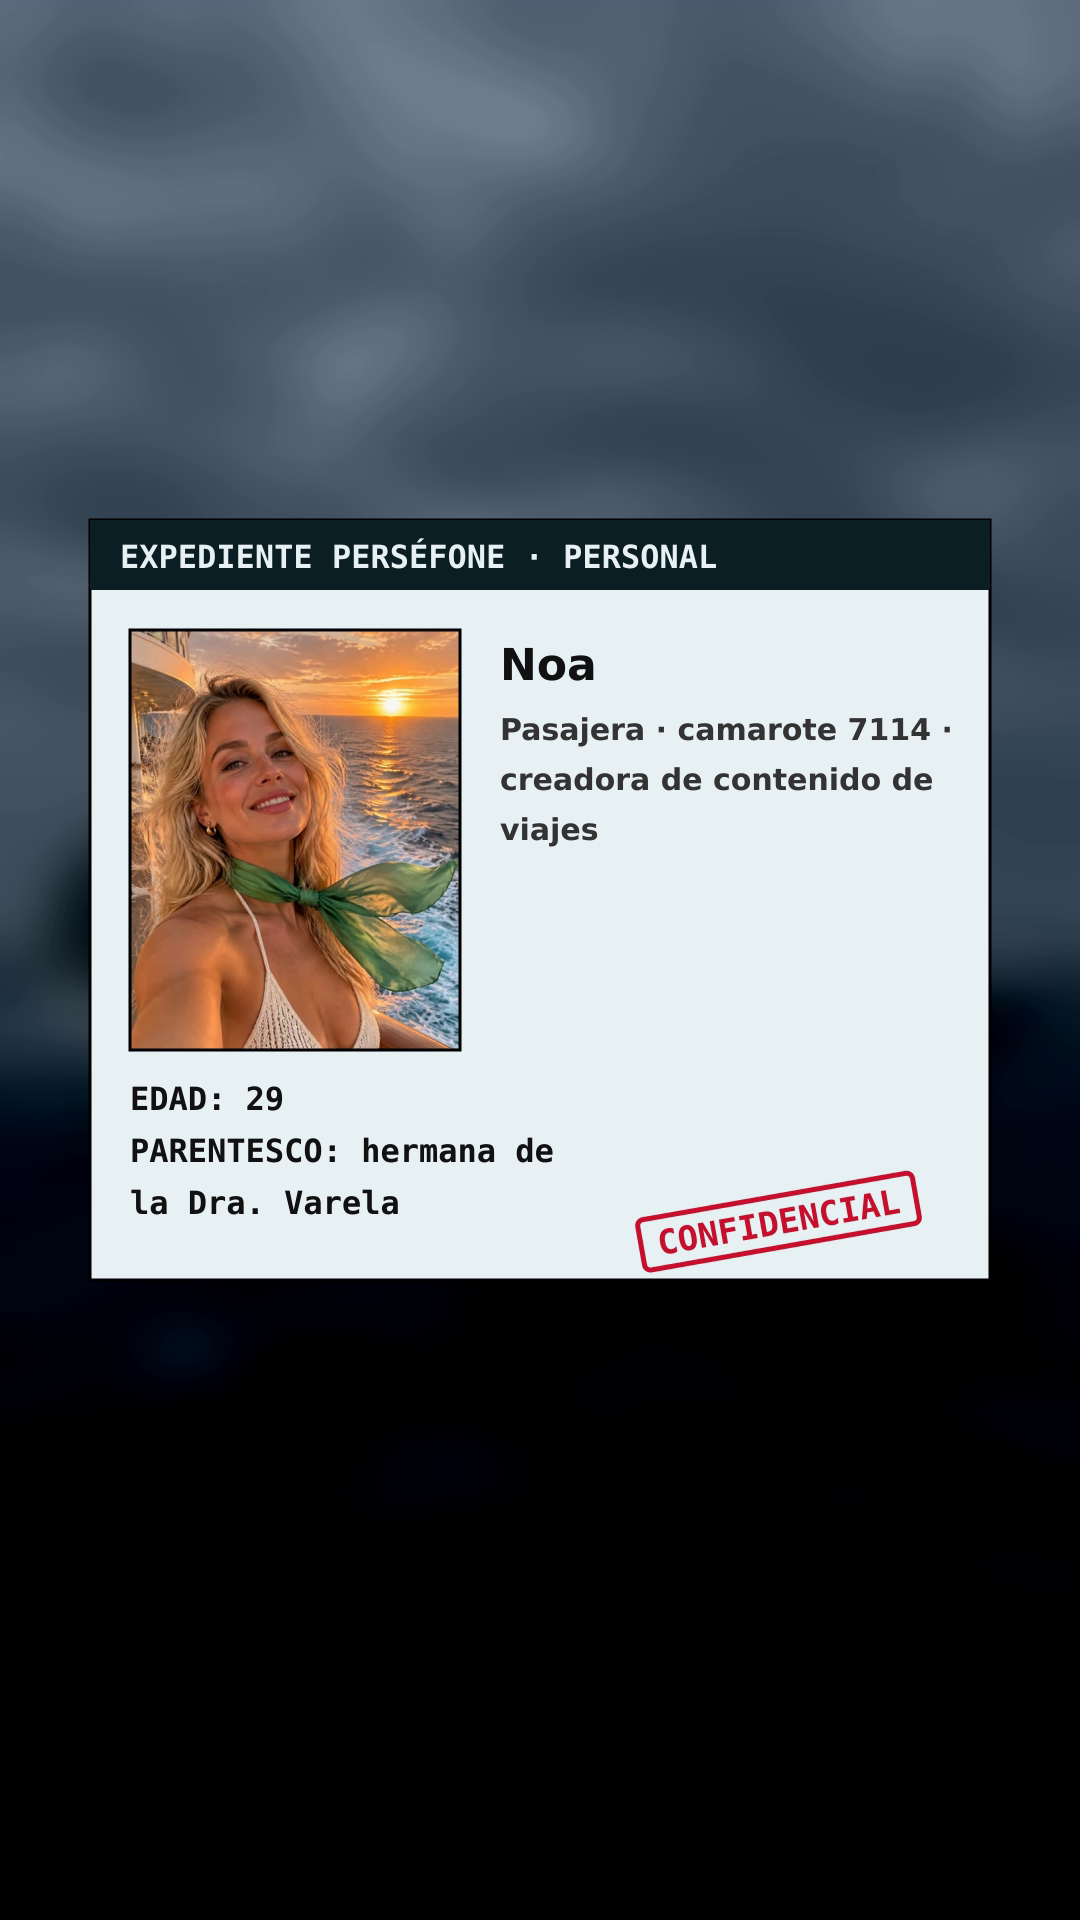 EXPEDIENTE PERSÉFONE · PERSONAL
Noa
Pasajera · camarote 7114 ·
creadora de contenido de
viajes
EDAD: 29
PARENTESCO: hermana de
la Dra. Varela
CONFIDENCIAL